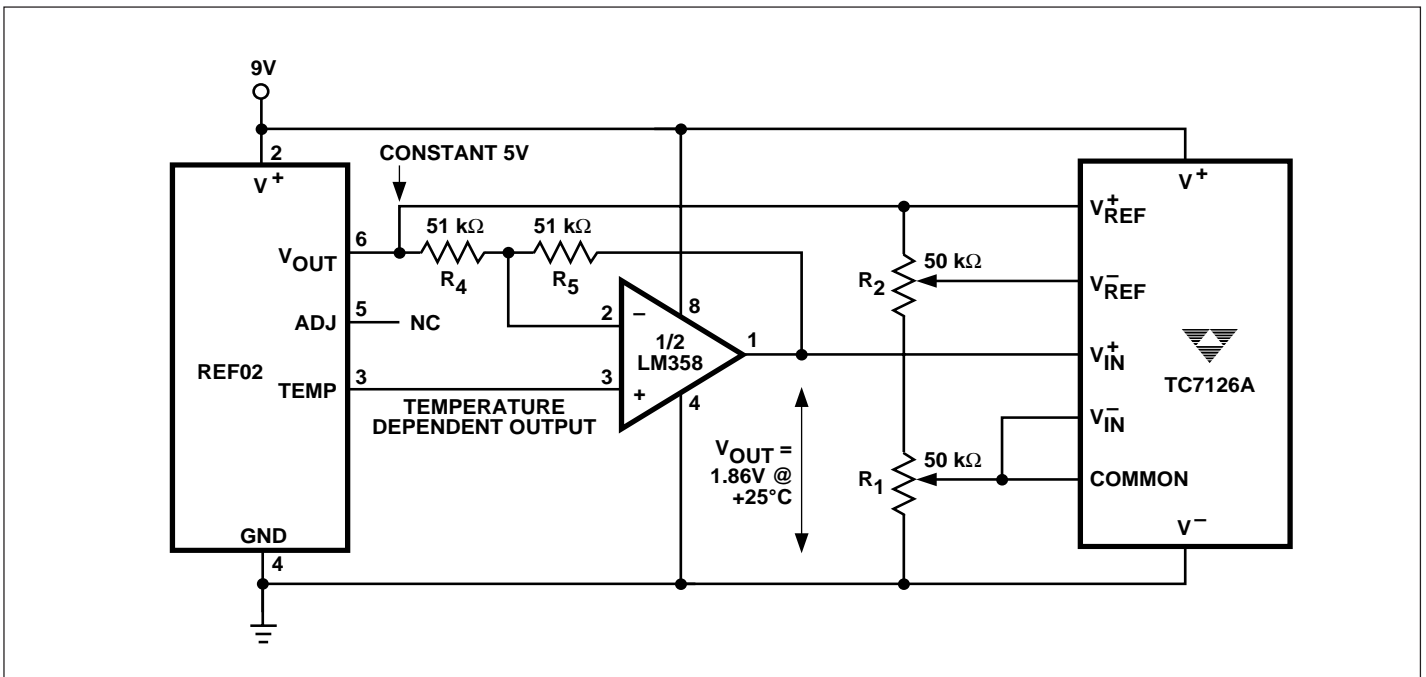 9V
2
V+
CONSTANT 5V
V+
51 kΩ
51 kΩ
V+REF
6
VOUT
R4
R5
50 kΩ
R2
V–REF
8
5
ADJ
NC
2
–
1/2
LM358
1
V+IN
REF02
TC7126A
3
TEMP
3
+
4
TEMPERATURE
DEPENDENT OUTPUT
V–IN
VOUT =
1.86V @
+25°C
50 kΩ
R1
COMMON
V–
GND
4